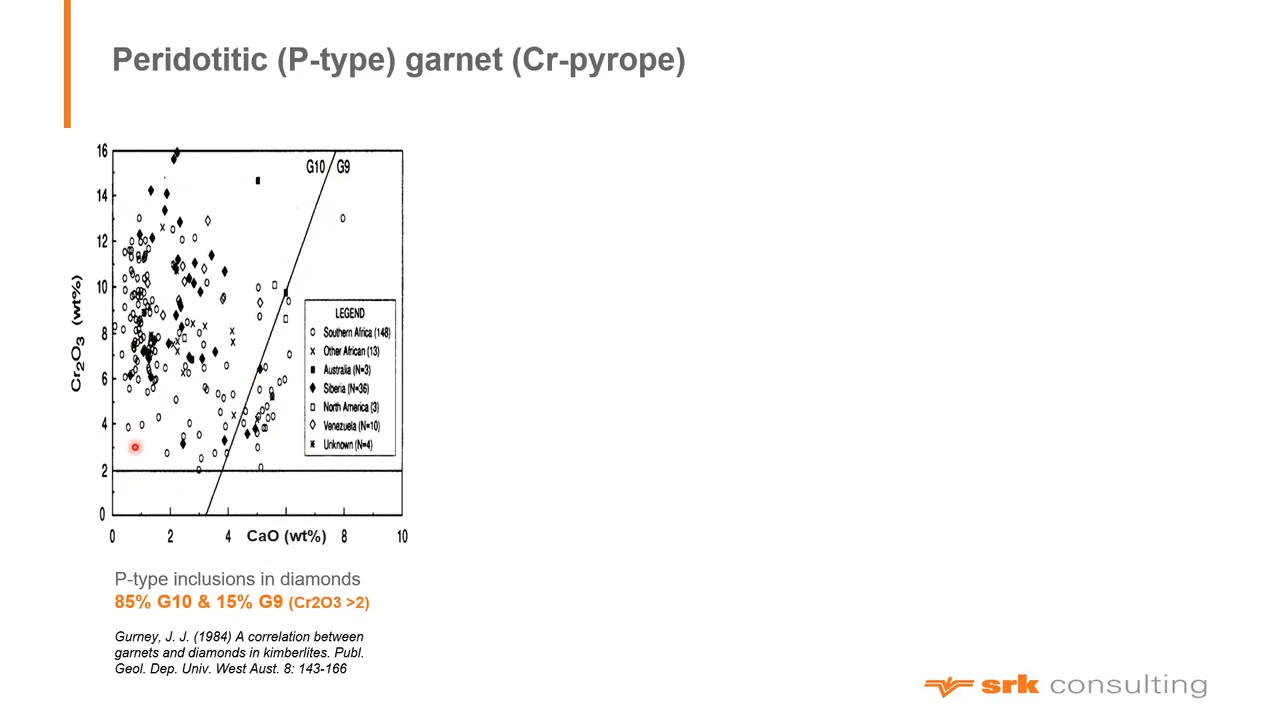 Peridotitic (P-type) garnet (Cr-pyrope)
16
14
12
10
8
6
4
2
0
Cr2O3 (wt%)
G10 G9
LEGEND
Southern Africa (148)
Other African (13)
Australia (N=3)
Siberia (N=36)
North America (3)
Venezuela (N=10)
Unknown (N=4)
0 2 4 CaO (wt%) 8 10
P-type inclusions in diamonds
85% G10 & 15% G9 (Cr2O3 >2)
Gurney, J. J. (1984) A correlation between
garnets and diamonds in kimberlites. Publ.
Geol. Dep. Univ. West Aust. 8: 143-166
srk consulting